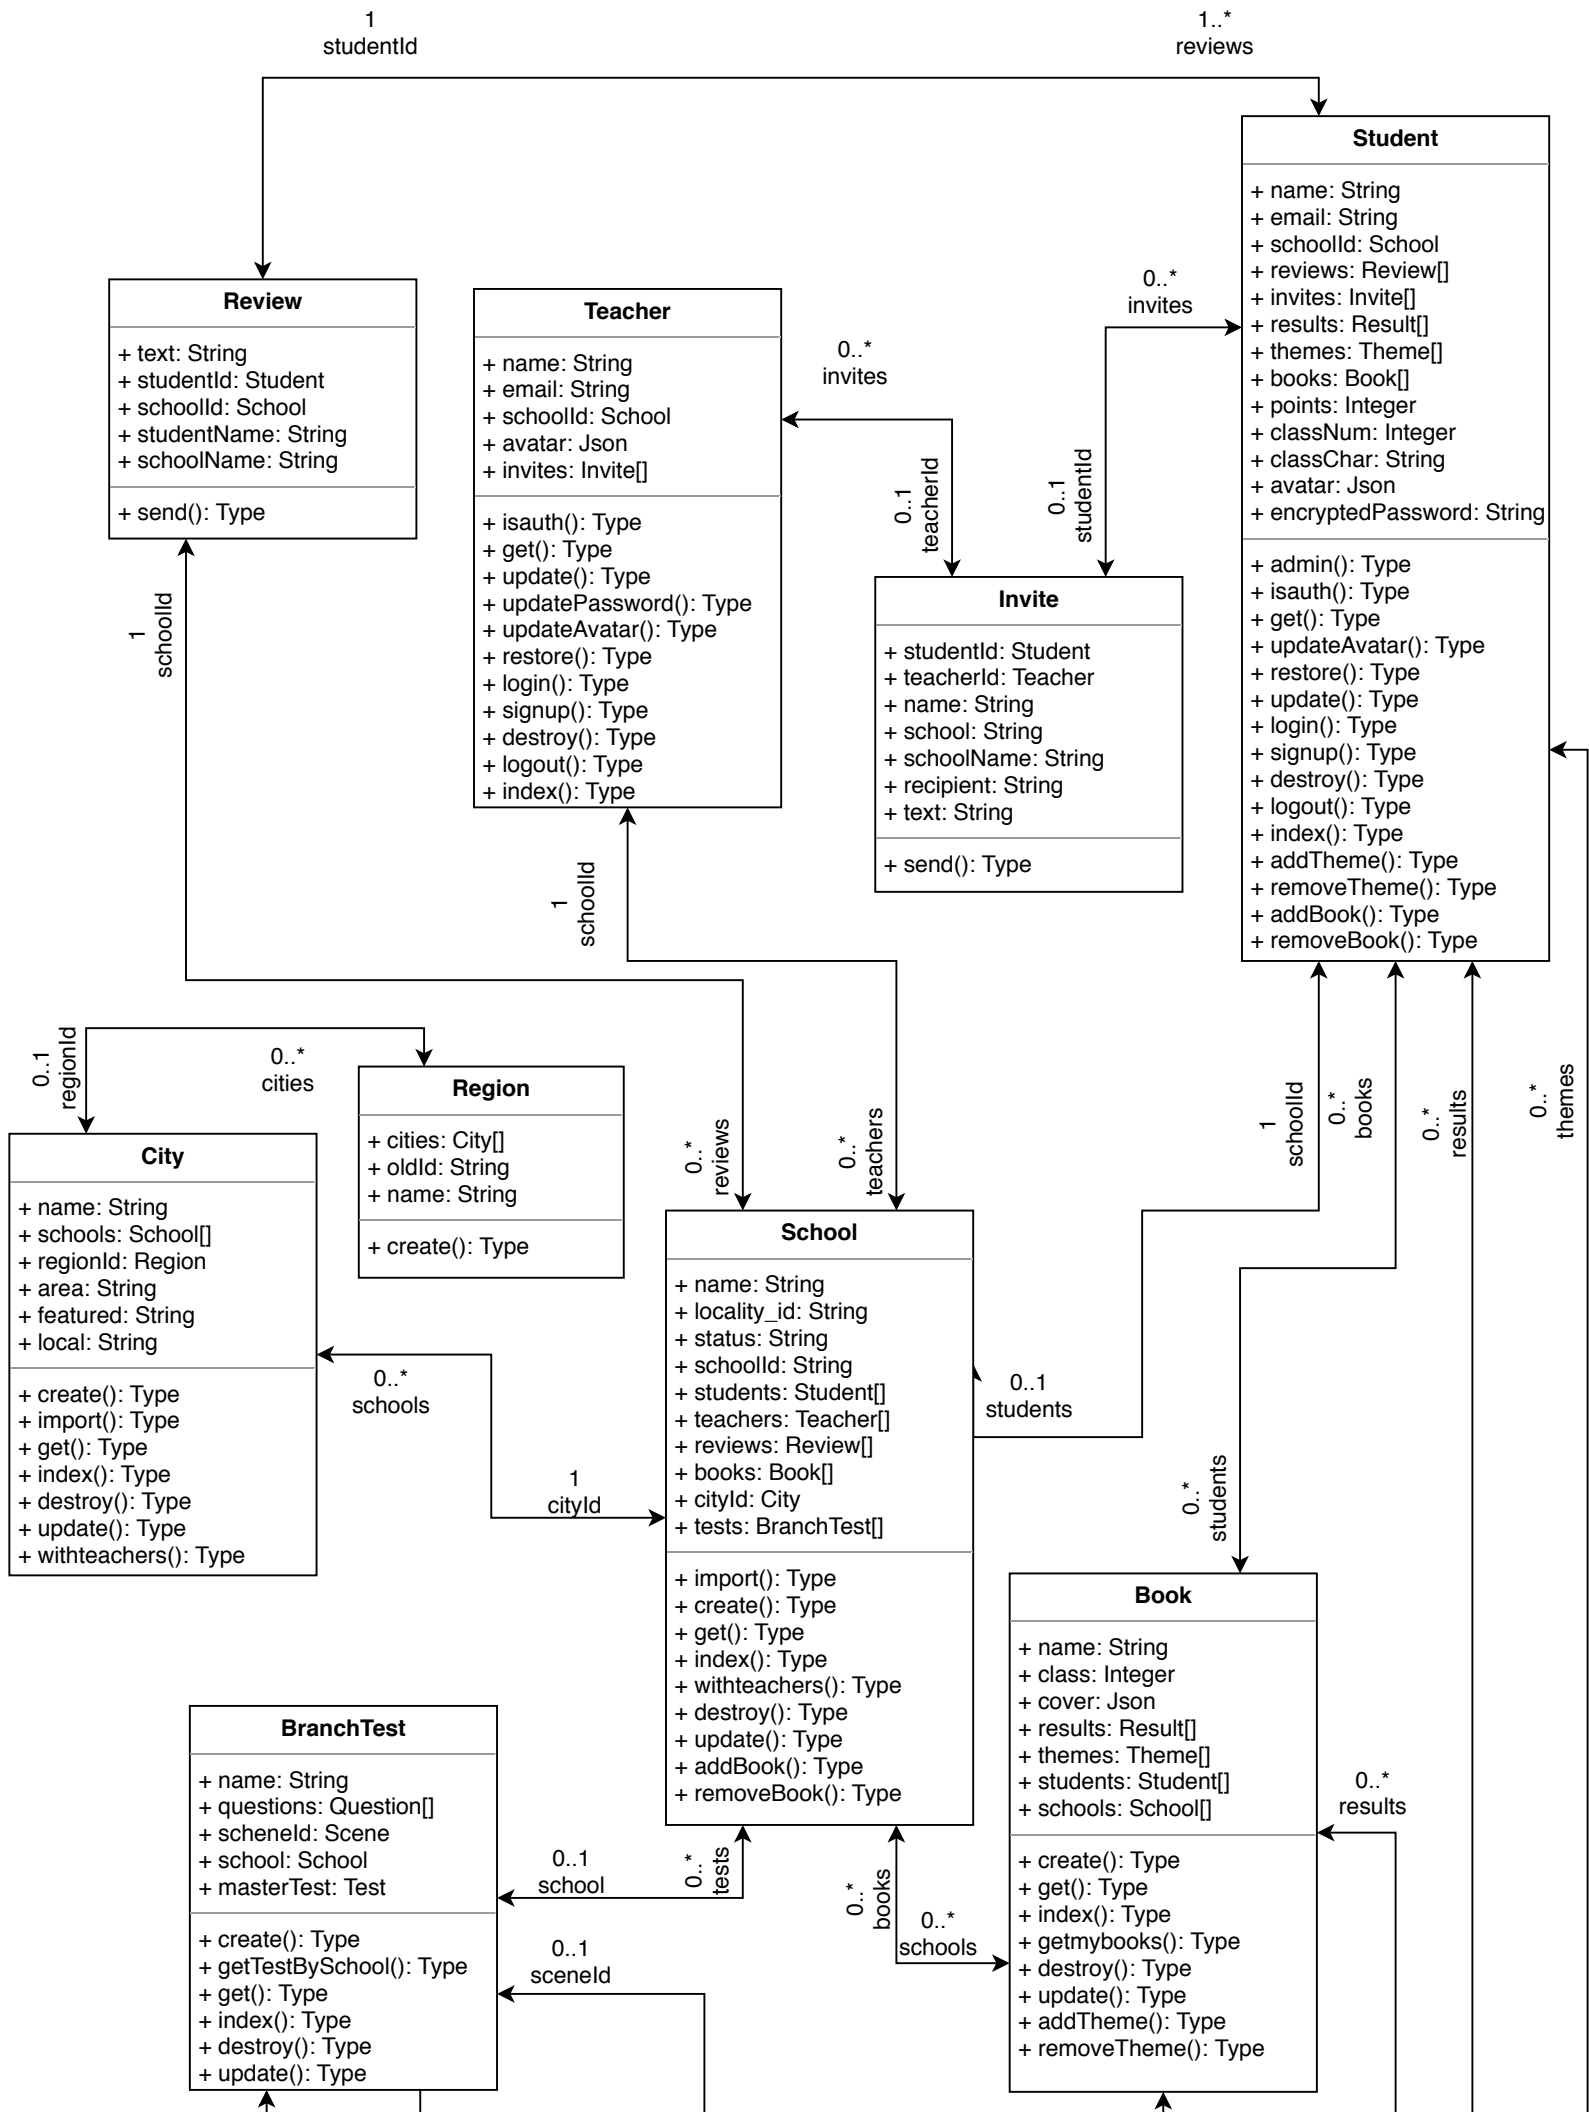 1
studentId
1..*
reviews
Student
+ name: String
+ email: String
+ schoolId: School
+ reviews: Review[]
+ invites: Invite[]
+ results: Result[]
+ themes: Theme[]
+ books: Book[]
+ points: Integer
+ classNum: Integer
+ classChar: String
+ avatar: Json
+ encryptedPassword: String
+ admin(): Type
+ isauth(): Type
+ get(): Type
+ updateAvatar(): Type
+ restore(): Type
+ update(): Type
+ login(): Type
+ signup(): Type
+ destroy(): Type
+ logout(): Type
+ index(): Type
+ addTheme(): Type
+ removeTheme(): Type
+ addBook(): Type
+ removeBook(): Type
Review
+ text: String
+ studentId: Student
+ schoolId: School
+ studentName: String
+ schoolName: String
+ send(): Type
Teacher
+ name: String
+ email: String
+ schoolId: School
+ avatar: Json
+ invites: Invite[]
+ isauth(): Type
+ get(): Type
+ update(): Type
+ updatePassword(): Type
+ updateAvatar(): Type
+ restore(): Type
+ login(): Type
+ signup(): Type
+ destroy(): Type
+ logout(): Type
+ index(): Type
0..*
invites
0..*
invites
0..1
teacherId
0..1
studentId
Invite
+ studentId: Student
+ teacherId: Teacher
+ name: String
+ school: String
+ schoolName: String
+ recipient: String
+ text: String
+ send(): Type
1
schoolId
1
schoolId
0..1
regionId
0..*
cities
Region
+ cities: City[]
+ oldId: String
+ name: String
+ create(): Type
City
+ name: String
+ schools: School[]
+ regionId: Region
+ area: String
+ featured: String
+ local: String
+ create(): Type
+ import(): Type
+ get(): Type
+ index(): Type
+ destroy(): Type
+ update(): Type
+ withteachers(): Type
0..*
reviews
0..*
teachers
1
schoolId
0..*
books
0..*
results
0..*
themes
School
+ name: String
+ locality_id: String
+ status: String
+ schoolId: String
+ students: Student[]
+ teachers: Teacher[]
+ reviews: Review[]
+ books: Book[]
+ cityId: City
+ tests: BranchTest[]
+ import(): Type
+ create(): Type
+ get(): Type
+ index(): Type
+ withteachers(): Type
+ destroy(): Type
+ update(): Type
+ addBook(): Type
+ removeBook(): Type
0..*
schools
1
cityId
0..1
students
0..*
students
Book
+ name: String
+ class: Integer
+ cover: Json
+ results: Result[]
+ themes: Theme[]
+ students: Student[]
+ schools: School[]
+ create(): Type
+ get(): Type
+ index(): Type
+ getmybooks(): Type
+ destroy(): Type
+ update(): Type
+ addTheme(): Type
+ removeTheme(): Type
0..*
results
BranchTest
+ name: String
+ questions: Question[]
+ scheneId: Scene
+ school: School
+ masterTest: Test
+ create(): Type
+ getTestBySchool(): Type
+ get(): Type
+ index(): Type
+ destroy(): Type
+ update(): Type
0..1
school
0..*
tests
0..*
books
0..*
schools
0..1
sceneId